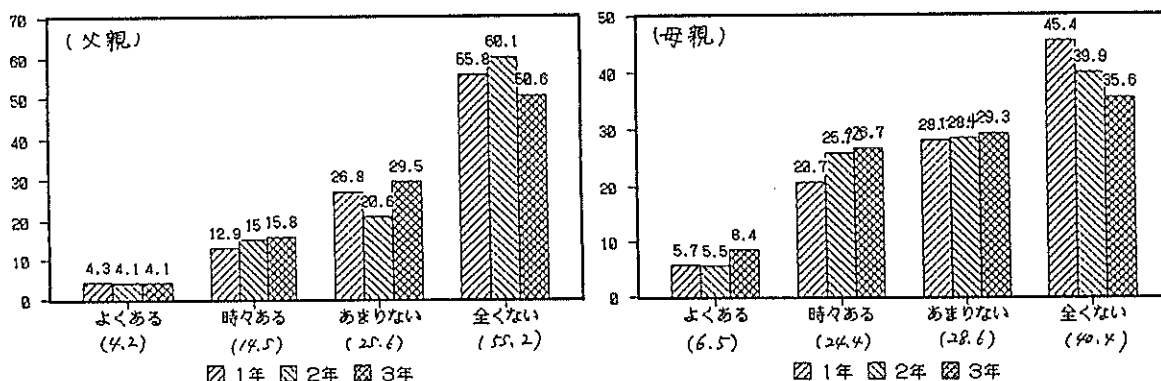 (父親)
70
60
50
40
30
20
10
0
4.3 4.1 4.1
12.9 15 15.8
26.8 20.6 29.5
55.8 60.1 50.6
よくある 時々ある あまりない 全くない
(4.2) (14.5) (25.6) (55.2)
1年 2年 3年
(母親)
50
40
30
20
10
0
5.7 5.5 8.4
20.7 26.7
28.4 29.3
45.4 39.9 35.6
よくある 時々ある あまりない 全くない
(6.5) (24.4) (28.6) (40.4)
1年 2年 3年